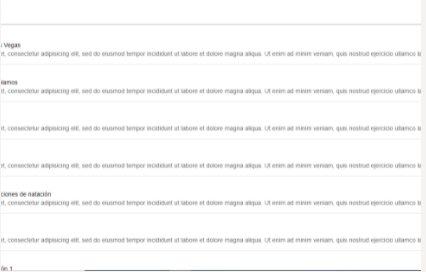 Vegas
it, consectetur adipisicing elit, sed do eiusmod tempor incididunt ut labore et dolore magna aliqua. Ut enim ad minim veniam, quis nostrud ejercicio ullamco
it, consectetur adipisicing elit, sed do eiusmod tempor incididunt ut labore et dolore magna aliqua. Ut enim ad minim veniam, quis nostrud ejercicio ullamco
it, consectetur adipisicing elit, sed do eiusmod tempor incididunt ut labore et dolore magna aliqua. Ut enim ad minim veniam, quis nostrud ejercicio ullamco
it, consectetur adipisicing elit, sed do eiusmod tempor incididunt ut labore et dolore magna aliqua. Ut enim ad minim veniam, quis nostrud ejercicio ullamco
ciones de natación
it, consectetur adipisicing elit, sed do eiusmod tempor incididunt ut labore et dolore magna aliqua. Ut enim ad minim veniam, quis nostrud ejercicio ullamco
it, consectetur adipisicing elit, sed do eiusmod tempor incididunt ut labore et dolore magna aliqua. Ut enim ad minim veniam, quis nostrud ejercicio ullamco
ón 1